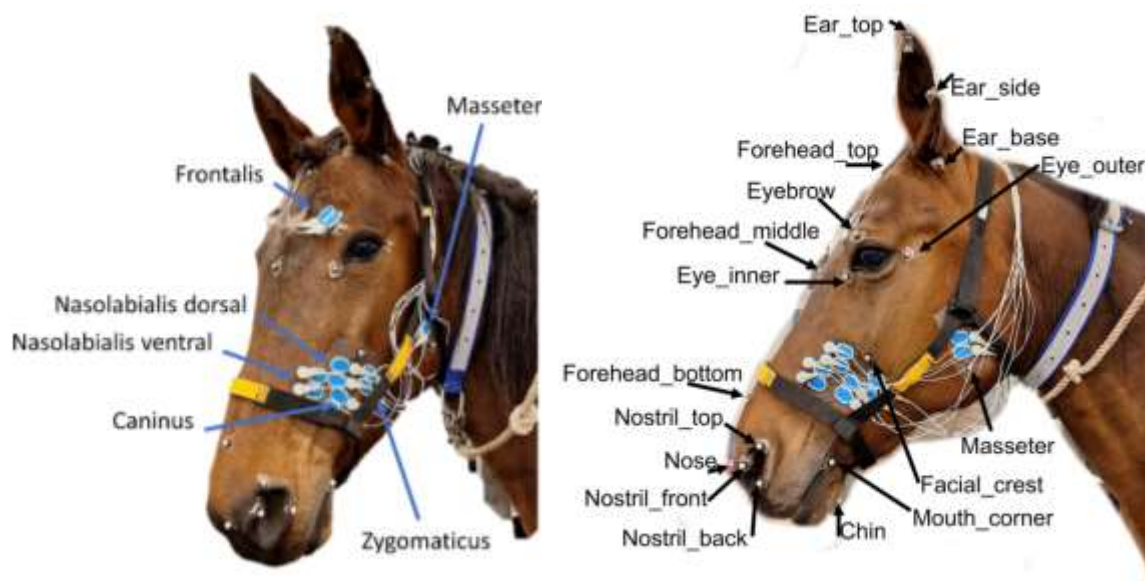 Masseter
Frontalis
Nasolabialis dorsal
Nasolabialis ventral
Caninus
Zygomaticus
Ear_top
Ear_side
Ear_base
Forehead_top
Eye_outer
Eyebrow
Forehead_middle
Eye_inner
Forehead_bottom
Nostril_top
Masseter
Nose
Facial_crest
Nostril_front
Mouth_corner
Nostril_back
Chin